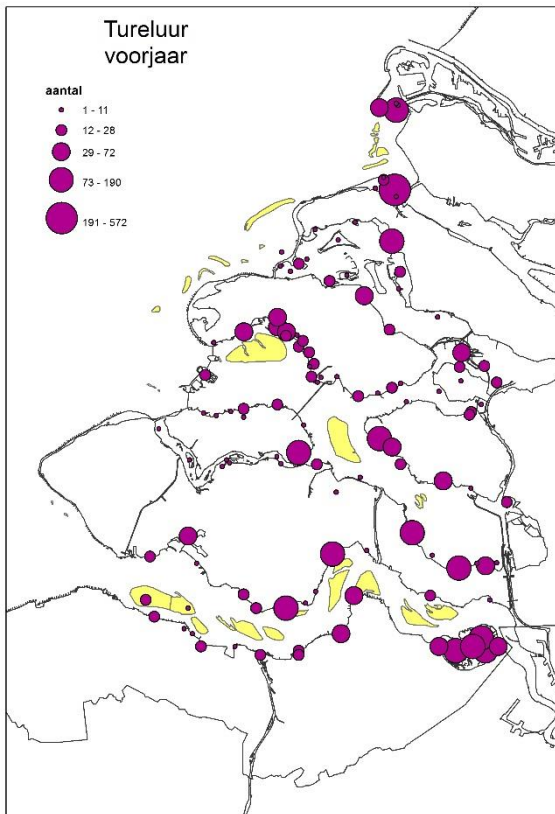 Tureluur
voorjaar
aantal
1 - 11
12 - 28
29 - 72
73 - 190
191 - 572